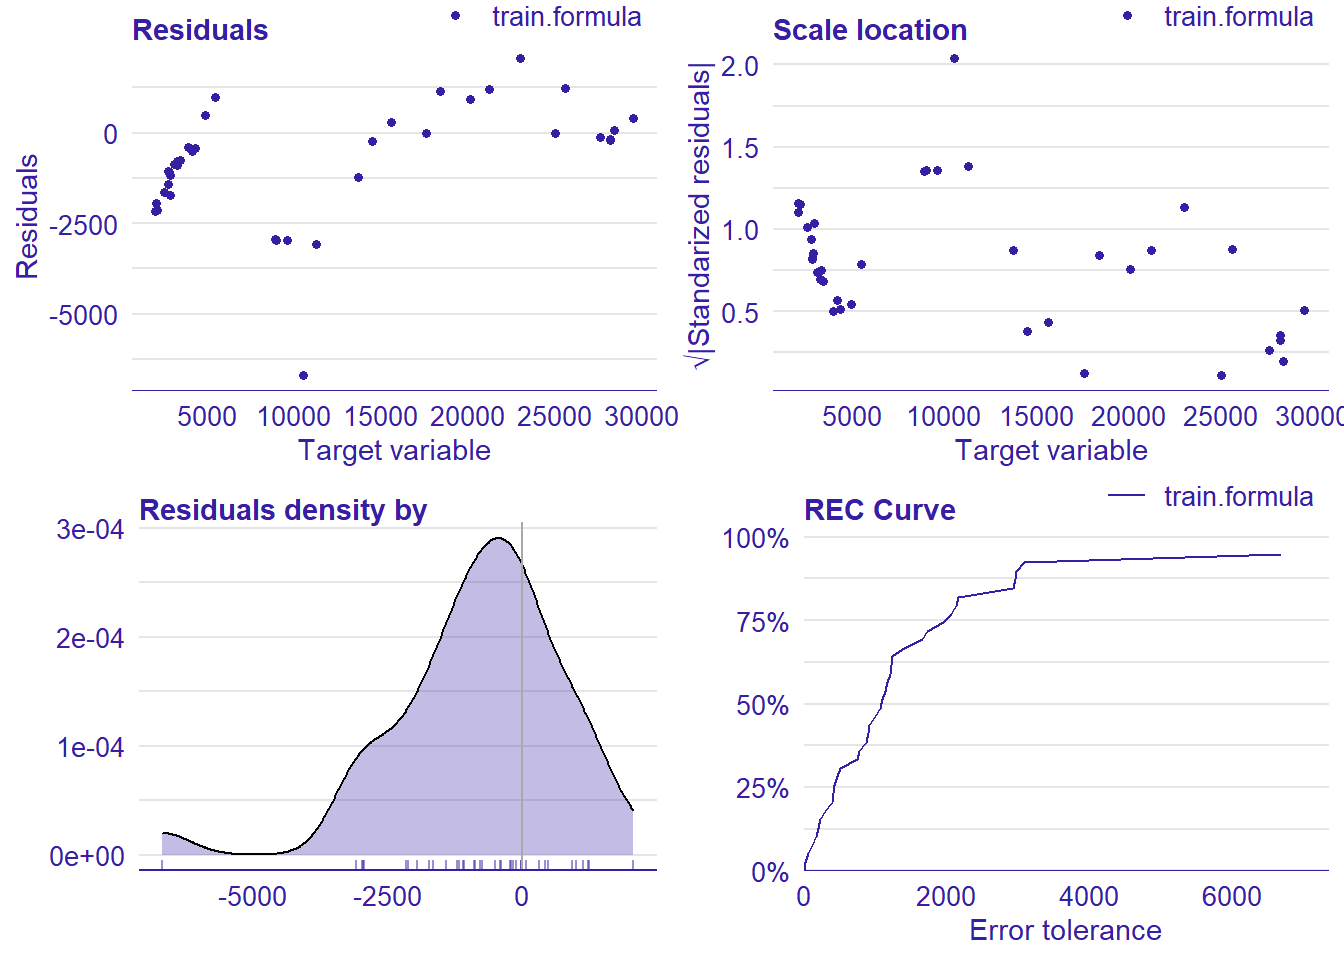 Residuals
train.formula
0
-2500
-5000
Residuals
5000 10000 15000 20000 25000 30000
Target variable
Scale location
train.formula
2.0
1.5
1.0
0.5
√|Standarized residuals|
5000 10000 15000 20000 25000 30000
Target variable
Residuals density by
3e-04
2e-04
1e-04
0e+00
-5000 -2500 0
REC Curve
train.formula
100%
75%
50%
25%
0%
0 2000 4000 6000
Error tolerance